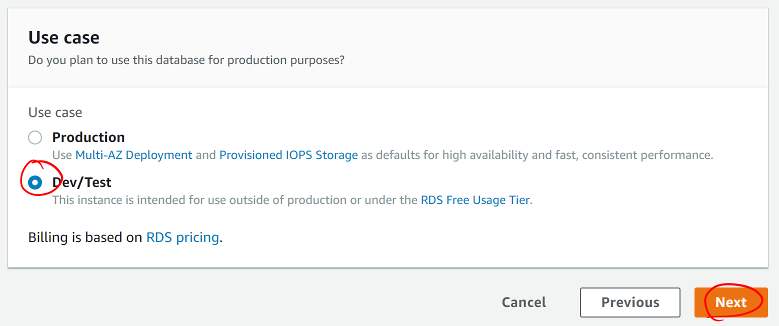 Use case
Do you plan to use this database for production purposes?
Use case
Production
Use Multi-AZ Deployment and Provisioned IOPS Storage as defaults for high availability and fast, consistent performance.
Dev/Test
This instance is intended for use outside of production or under the RDS Free Usage Tier.
Billing is based on RDS pricing.
Cancel Previous Next